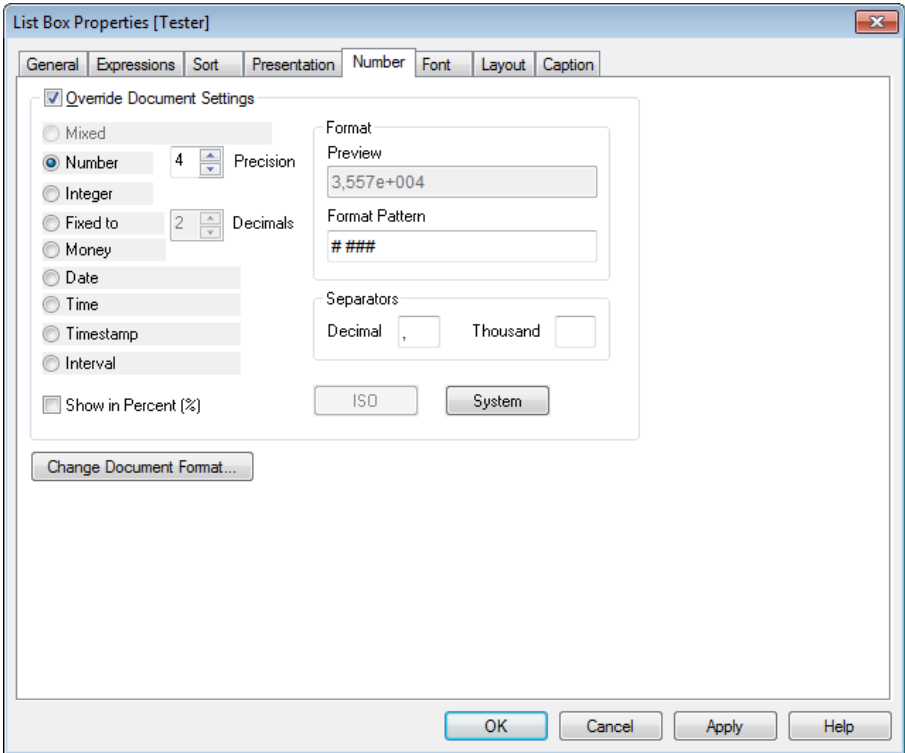 List Box Properties [Tester]
General Expressions Sort Presentation Number Font Layout Caption
Override Document Settings
Mixed
Number 4 Precision
Integer
Fixed to 2 Decimals
Money
Date
Time
Timestamp
Interval
Show in Percent (%)
Format
Preview
3,557e+004
Format Pattern
# ###
Separators
Decimal , Thousand
ISO System
Change Document Format...
OK Cancel Apply Help